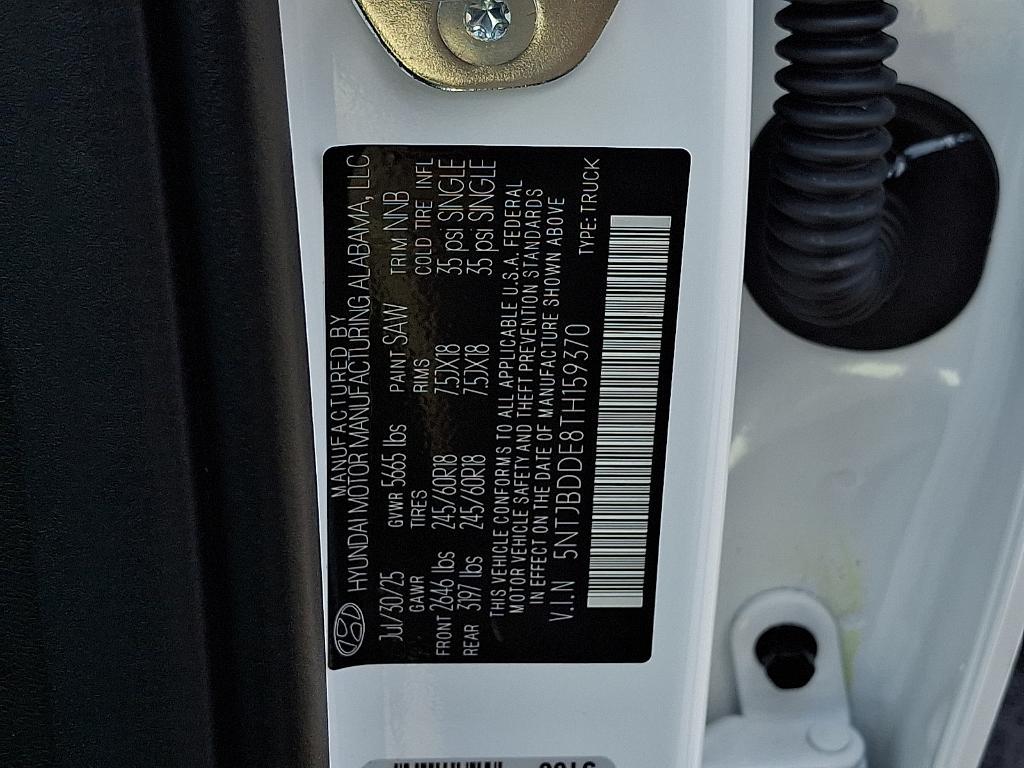 MANUFACTURED BY
HYUNDAI MOTOR MANUFACTURING ALABAMA, LLC
Jul/30/25 GVWR 5665 lbs PAINT SAW TRIM NNB
GAWR TIRES RIMS COLD TIRE INFL
FRONT 2646 lbs 245/60R18 7.5JX18 35 psi SINGLE
REAR 3197 lbs 245/60R18 7.5JX18 35 psi SINGLE
THIS VEHICLE CONFORMS TO ALL APPLICABLE U.S.A. FEDERAL
MOTOR VEHICLE SAFETY AND THEFT PREVENTION STANDARDS
IN EFFECT ON THE DATE OF MANUFACTURE SHOWN ABOVE
V.I.N 5NTJBDDE8TH159370 TYPE: TRUCK